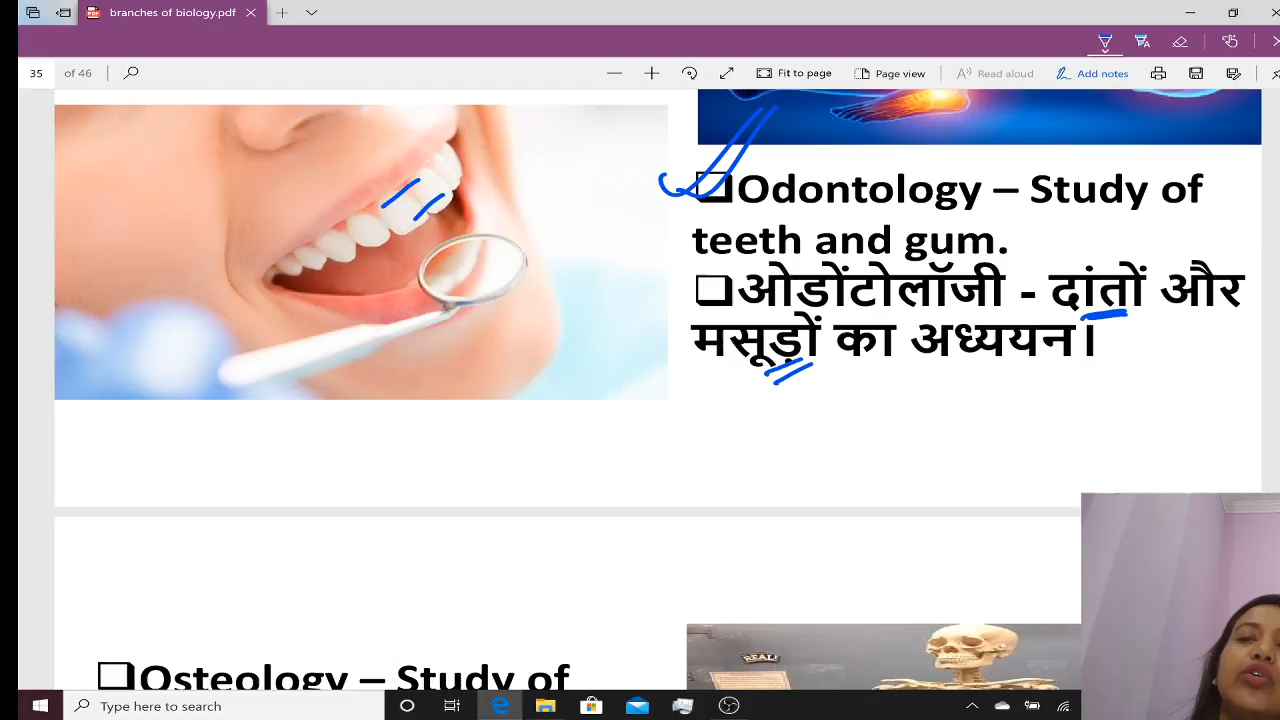 branches of biology.pdf
35 of 46
Fit to page
Page view
Read aloud
Add notes
Odontology – Study of
teeth and gum.
ओडोंटोलॉजी - दांतों और
मसूड़ों का अध्ययन।
Osteology – Study of
REAL!
Type here to search